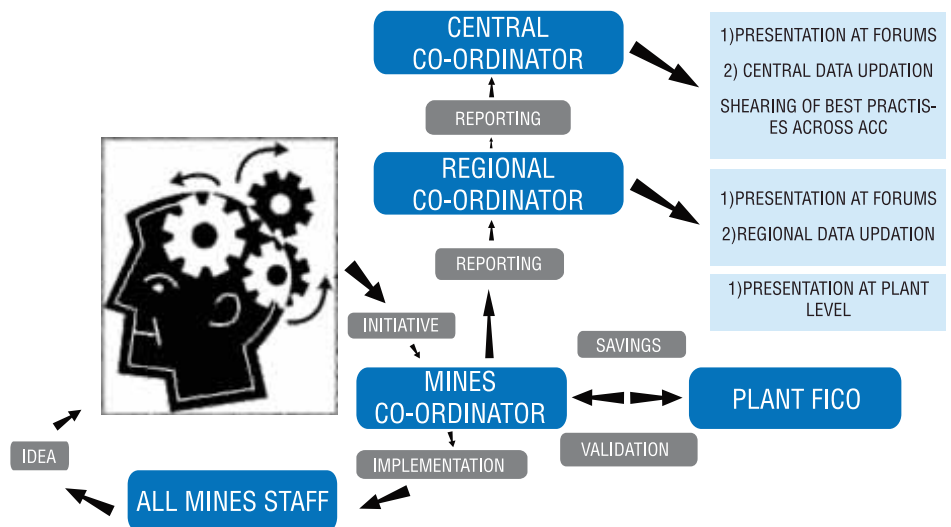 CENTRAL
CO-ORDINATOR
1)PRESENTATION AT FORUMS
2) CENTRAL DATA UPDATION
SHEARING OF BEST PRACTIS-
ES ACROSS ACC
REPORTING
REGIONAL
CO-ORDINATOR
1)PRESENTATION AT FORUMS
2)REGIONAL DATA UPDATION
REPORTING
1)PRESENTATION AT PLANT
LEVEL
INITIATIVE
SAVINGS
MINES
CO-ORDINATOR
PLANT FICO
VALIDATION
IDEA
IMPLEMENTATION
ALL MINES STAFF